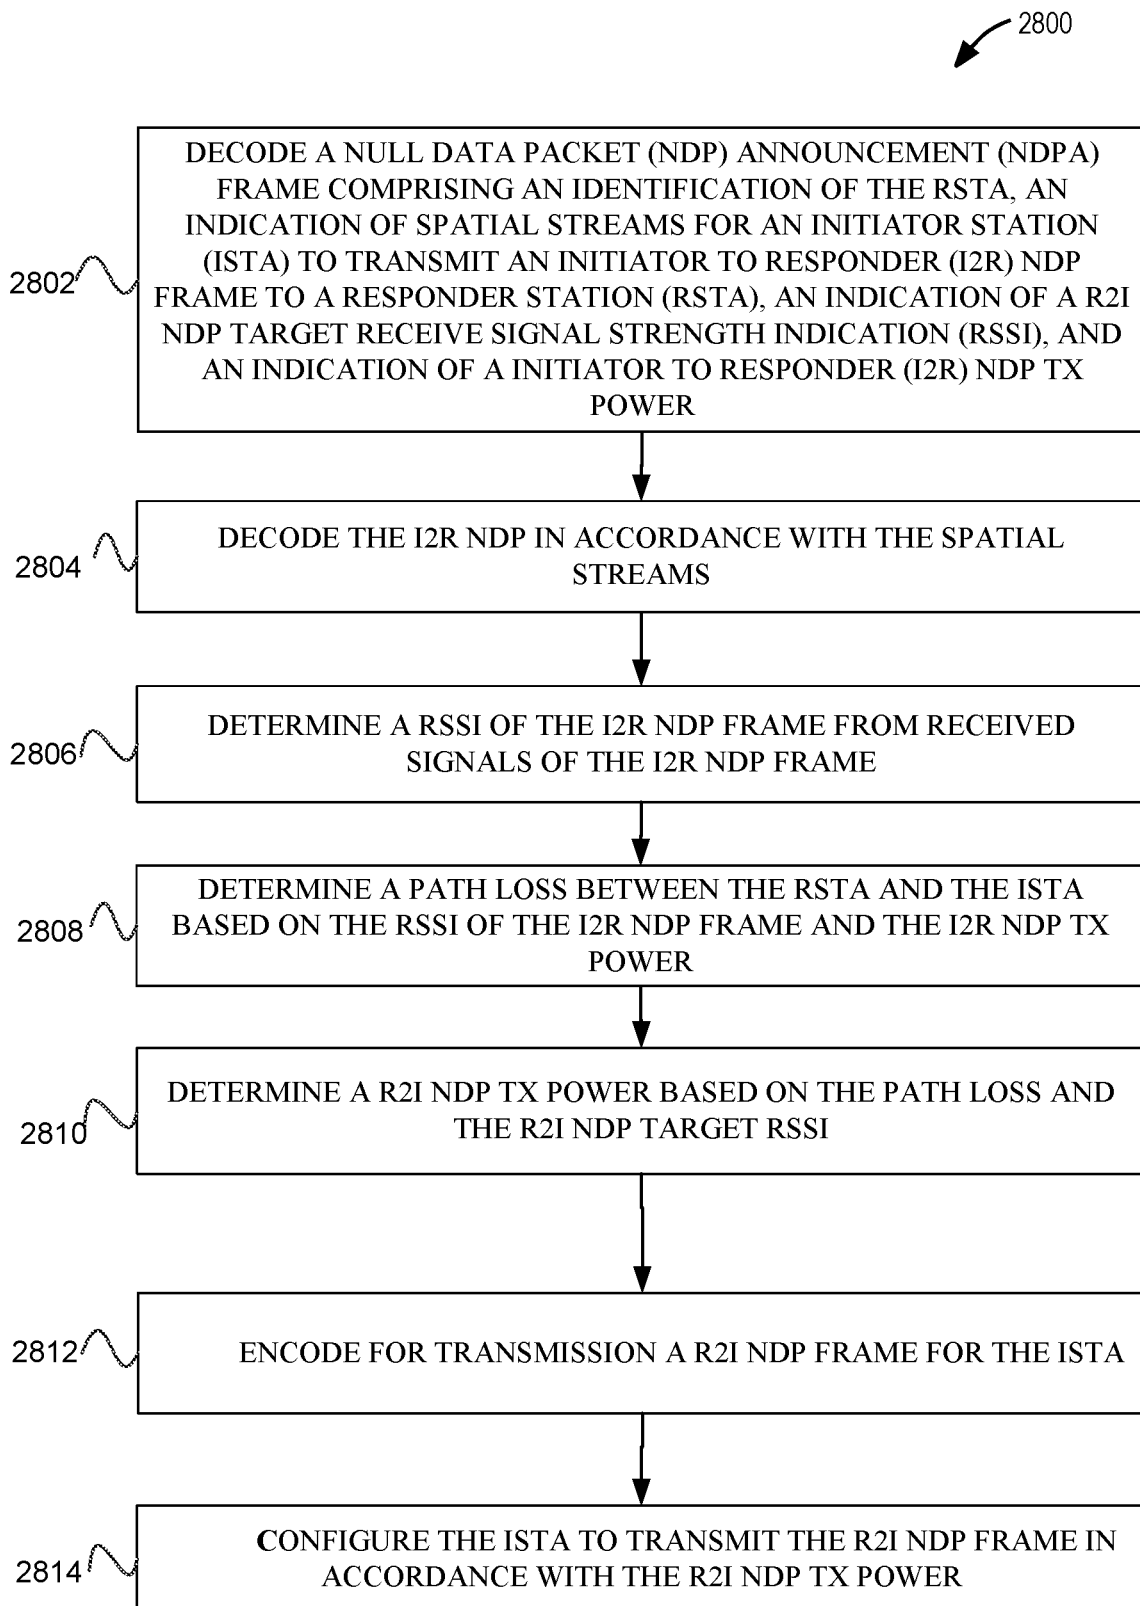 2800
DECODE A NULL DATA PACKET (NDP) ANNOUNCEMENT (NDPA)
FRAME COMPRISING AN IDENTIFICATION OF THE RSTA, AN
INDICATION OF SPATIAL STREAMS FOR AN INITIATOR STATION
(ISTA) TO TRANSMIT AN INITIATOR TO RESPONDER (I2R) NDP
FRAME TO A RESPONDER STATION (RSTA), AN INDICATION OF A R2I
NDP TARGET RECEIVE SIGNAL STRENGTH INDICATION (RSSI), AND
AN INDICATION OF A INITIATOR TO RESPONDER (I2R) NDP TX
POWER
2802
DECODE THE I2R NDP IN ACCORDANCE WITH THE SPATIAL
STREAMS
2804
DETERMINE A RSSI OF THE I2R NDP FRAME FROM RECEIVED
SIGNALS OF THE I2R NDP FRAME
2806
DETERMINE A PATH LOSS BETWEEN THE RSTA AND THE ISTA
BASED ON THE RSSI OF THE I2R NDP FRAME AND THE I2R NDP TX
POWER
2808
DETERMINE A R2I NDP TX POWER BASED ON THE PATH LOSS AND
THE R2I NDP TARGET RSSI
2810
ENCODE FOR TRANSMISSION A R2I NDP FRAME FOR THE ISTA
2812
CONFIGURE THE ISTA TO TRANSMIT THE R2I NDP FRAME IN
ACCORDANCE WITH THE R2I NDP TX POWER
2814